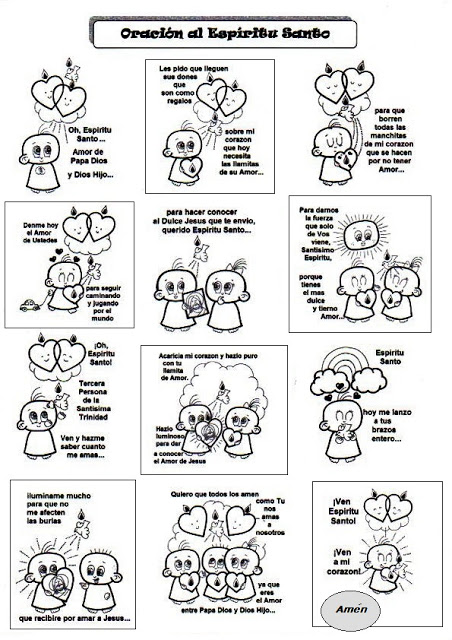 Oración al Espíritu Santo
Oh, Espiritu
Santo ...
Amor de
Papa Dios
y Dios Hijo...
Les pido que lleguen
sus dones
que
son como
regalos
sobre mi
corazon
que hoy
necesita
las llamitas
de su Amor...
para que
borren
todas las
manchitas
de mi corazon
que se hacen
por no tener
Amor...
Denme hoy
el Amor
de Ustedes
para seguir
caminando
y jugando
por el
mundo
para hacer conocer
al Dulce Jesus que te envio,
querido Espiritu Santo...
Para darnos
la fuerza
que solo
de Vos
viene,
Santisimo
Espiritu,
porque
tienes
el mas
dulce
y tierno
Amor...
¡Oh,
Espiritu
Santo!
Tercera
Persona
de la
Santisima
Trinidad
Ven y hazme
saber cuanto
me amas...
Acaricia mi corazon y hazlo puro
con tu
llamita
de Amor.
Hazlo
luminoso
para dar
a conocer
el Amor de Jesus
Espiritu
Santo
hoy me lanzo
a tus
brazos
entero...
iluminame mucho
para que no
me afecten
las burlas
que recibire por amar a Jesus...
Quiero que todos los amen
como Tu
nos
amas
a
nosotros
ya que
eres
el Amor
entre Papa Dios y Dios Hijo...
¡Ven
Espiritu
Santo!
¡Ven
a mi
corazon!
Amén